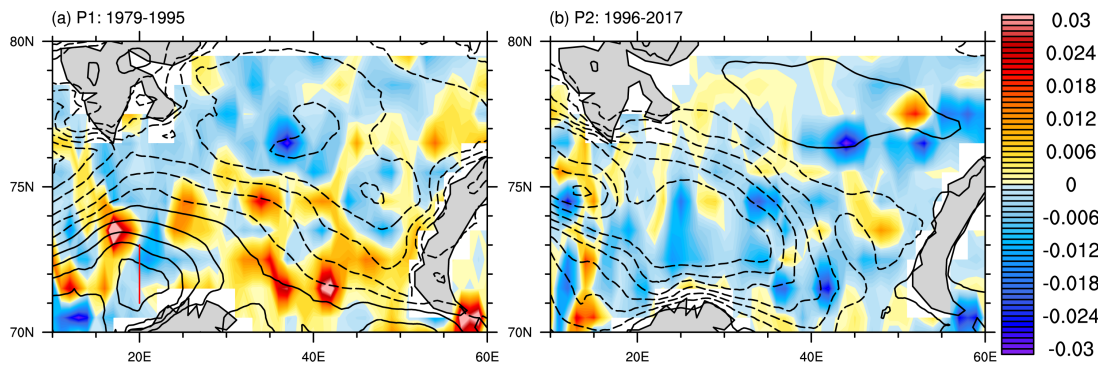 (a) P1: 1979-1995
(b) P2: 1996-2017
80N
75N
70N
20E
40E
60E
80N
75N
70N
20E
40E
60E
0.03
0.024
0.018
0.012
0.006
0
-0.006
-0.012
-0.018
-0.024
-0.03